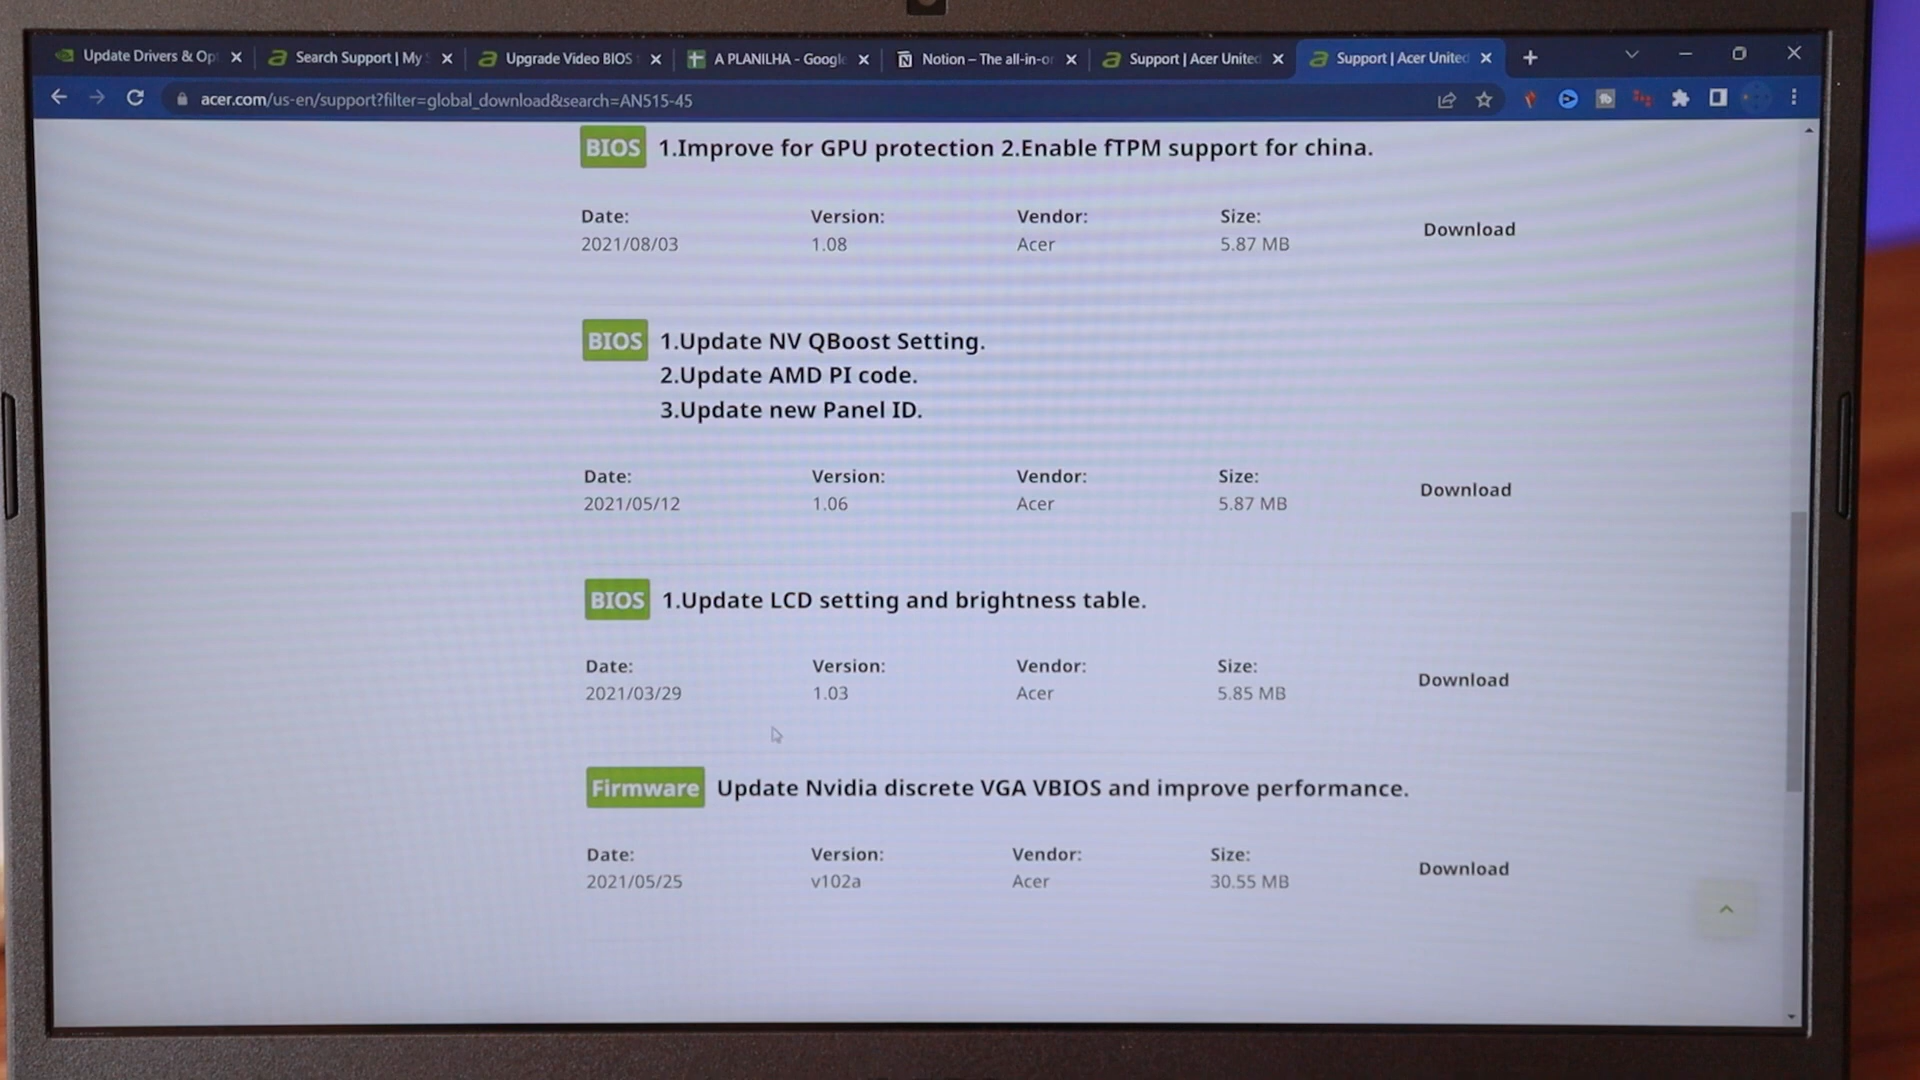 Update Drivers & Op
Search Support | My
Upgrade Video BIOS
A PLANILHA - Google
Notion – The all-in-o
Support | Acer United
Support | Acer United
acer.com/us-en/support?filter=global_download&search=AN515-45
BIOS 1.Improve for GPU protection 2.Enable fTPM support for china.
Date: Version: Vendor: Size:
Download
2021/08/03 1.08 Acer 5.87 MB
BIOS 1.Update NV QBoost Setting.
2.Update AMD PI code.
3.Update new Panel ID.
Date: Version: Vendor: Size:
Download
2021/05/12 1.06 Acer 5.87 MB
BIOS 1.Update LCD setting and brightness table.
Date: Version: Vendor: Size:
Download
2021/03/29 1.03 Acer 5.85 MB
Firmware Update Nvidia discrete VGA VBIOS and improve performance.
Date: Version: Vendor: Size:
Download
2021/05/25 v102a Acer 30.55 MB